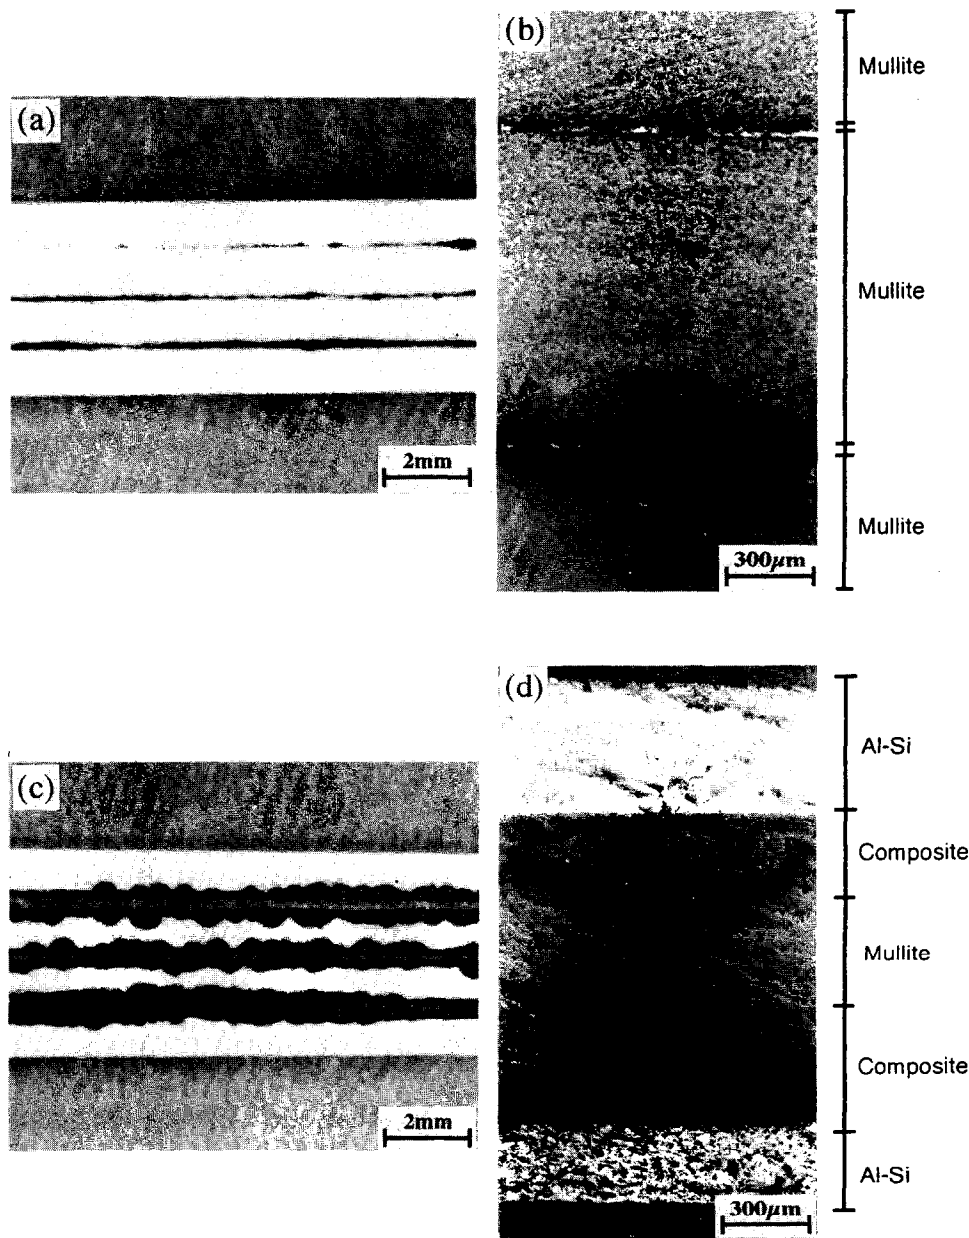 (a)
2mm
(b)
Mullite
Mullite
300μm
Mullite
(c)
2mm
(d)
Al-Si
Composite
Mullite
Composite
Al-Si
300μm